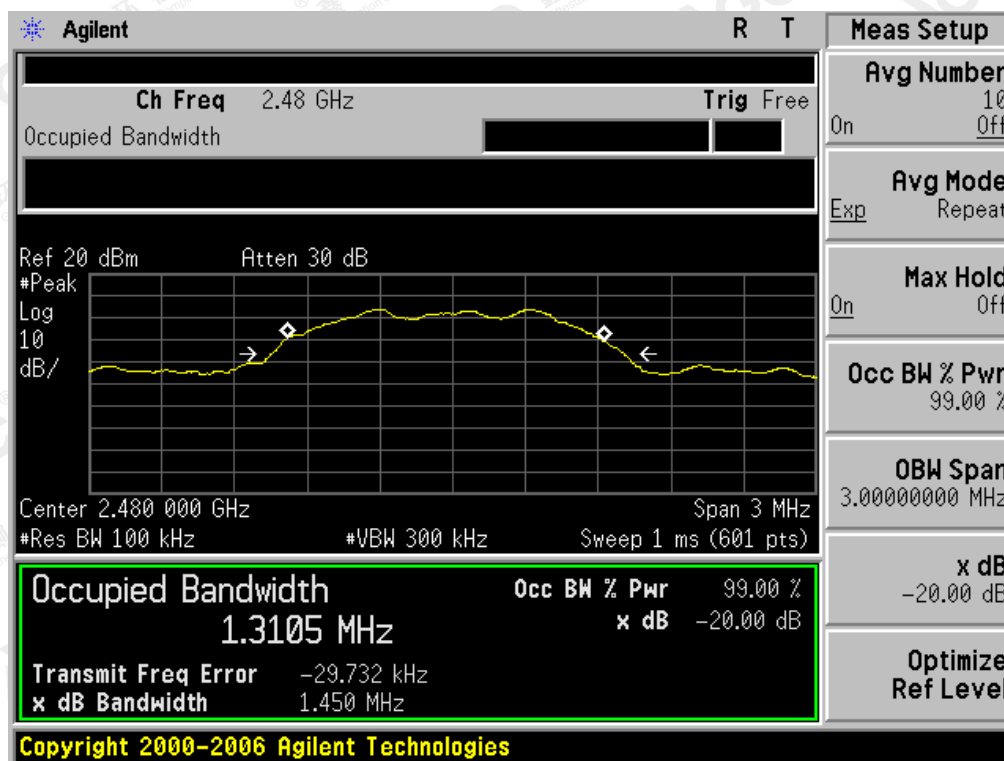 Agilent R T
Meas Setup
Ch Freq 2.48 GHz Trig Free
Occupied Bandwidth
Ref 20 dBm Atten 30 dB
#Peak
Log
10
dB/
Center 2.480 000 GHz Span 3 MHz
#Res BW 100 kHz #VBW 300 kHz Sweep 1 ms (601 pts)
Occupied Bandwidth
1.3105 MHz
Occ BW % Pwr 99.00 %
x dB -20.00 dB
Transmit Freq Error -29.732 kHz
x dB Bandwidth 1.450 MHz
Avg Number
10
On Off
Avg Mode
Exp Repeat
Max Hold
On Off
Occ BW % Pwr
99.00 %
OBW Span
3.00000000 MHz
x dB
-20.00 dB
Optimize
Ref Level
Copyright 2000-2006 Agilent Technologies